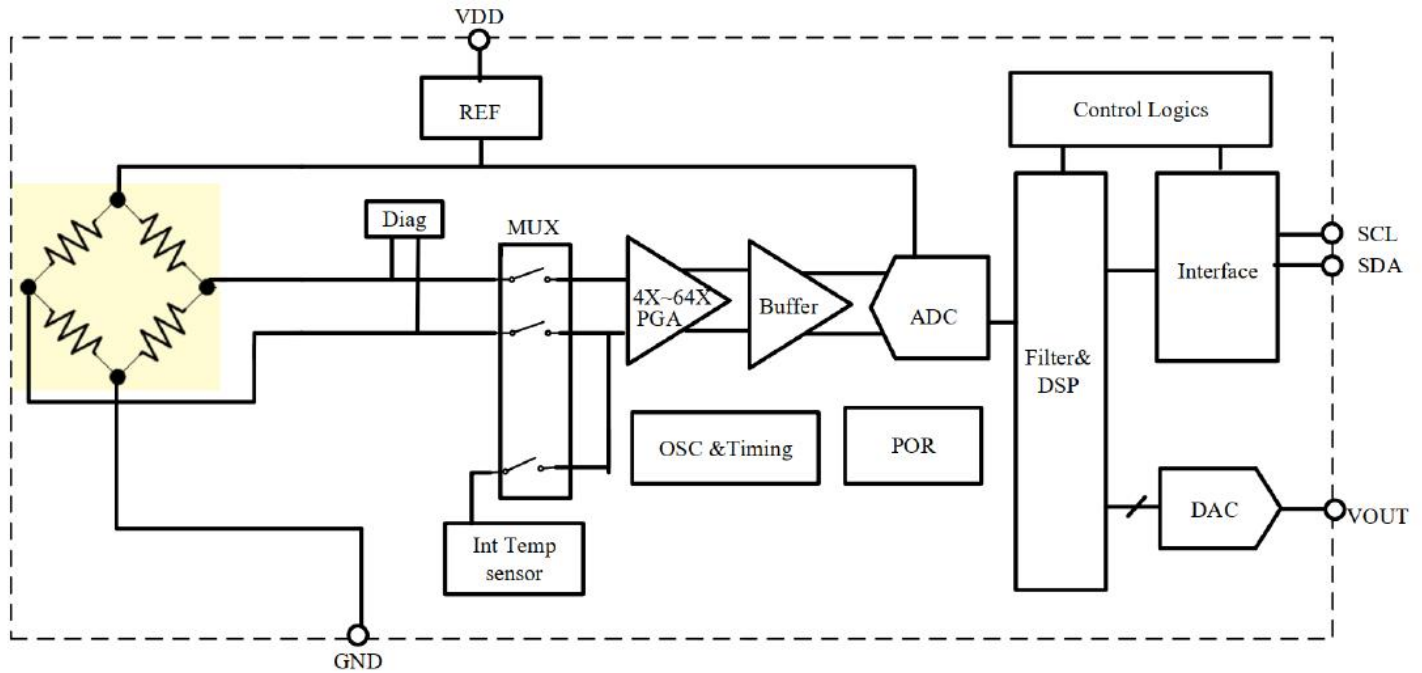 VDD
REF
Control Logics
Diag
MUX
SCL
SDA
Interface
4X~64X
PGA
Buffer
ADC
Filter&
DSP
OSC &Timing
POR
DAC
VOUT
Int Temp
sensor
GND